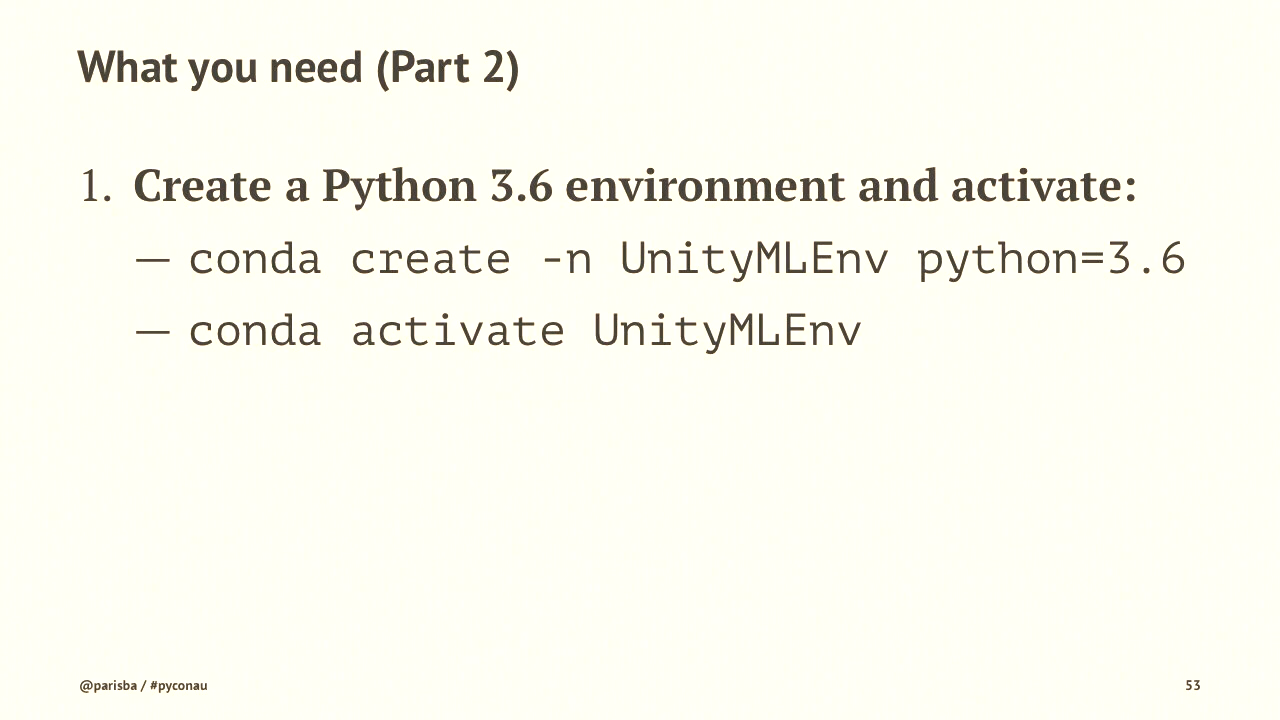 What you need (Part 2)
1. Create a Python 3.6 environment and activate:
— conda create -n UnityMLEnv python=3.6
— conda activate UnityMLEnv
@parisba / #pyconau
53